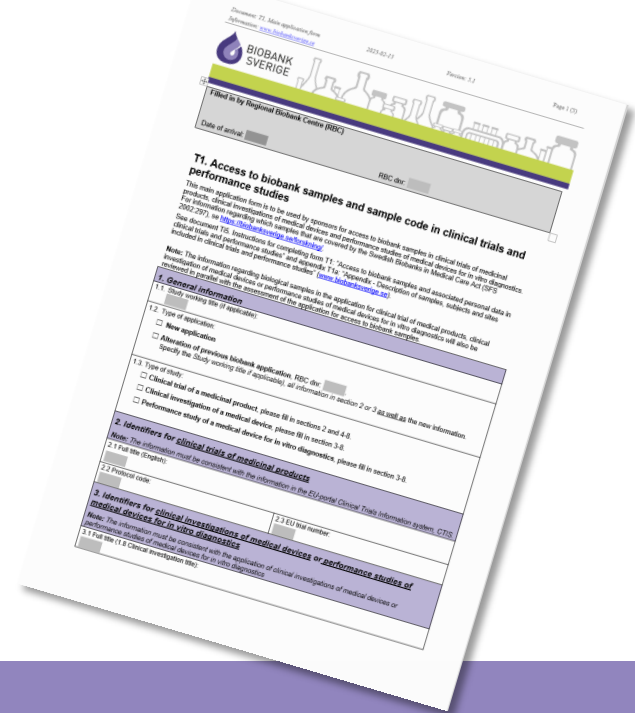 Document: T1. Main application form
Information: www.biobanksverige.se
2023-02-15
Version: 3.1
Page 1 (3)
BIOBANK
SVERIGE
Filled in by Regional Biobank Centre (RBC)
Date of arrival:
RBC dnr:
T1. Access to biobank samples and sample code in clinical trials and
performance studies
This main application form is to be used by sponsors for access to biobank samples in clinical trials of medicinal
products, clinical investigations of medical devices and performance studies of medical devices for in vitro diagnostics.
For information regarding which samples that are covered by the Swedish Biobanks in Medical Care Act (SFS
2002:297), se https://biobanksverige.se/forskning/
See document Ti5. Instructions for completing form T1: "Access to biobank samples and associated personal data in
clinical trials and performance studies" and appendix T1a: "Appendix - Description of samples, subjects and sites
included in clinical trials and performance studies" (www.biobanksverige.se)
Note: The information regarding biological samples in the application for clinical trial of medical products, clinical
investigation of medical devices or performance studies of medical devices for in vitro diagnostics will also be
reviewed in parallel with the assessment of the application for access to biobank samples
1. General information
1.1. Study working title (if applicable):
1.2. Type of application:
☐ New application
☐ Alteration of previous biobank application, RBC dnr:
Specify the Study working title if applicable), all information in section 2 or 3 as well as the new information.
1.3. Type of study:
☐ Clinical trial of a medicinal product, please fill in sections 2 and 4-8.
☐ Clinical investigation of a medical device, please fill in section 3-8.
☐ Performance study of a medical device for in vitro diagnostics, please fill in section 3-8.
2. Identifiers for clinical trials of medicinal products
Note: The information must be consistent with the information in the EU-portal Clinical Trials Information system, CTIS
2.1 Full title (English):
2.2 Protocol code:
2.3 EU trial number:
3. Identifiers for clinical investigations of medical devices or performance studies of
medical devices for in vitro diagnostics
Note: The information must be consistent with the application of clinical investigations of medical devices or
performance studies of medical devices for in vitro diagnostics
3.1 Full title (1.6 Clinical investigation title):